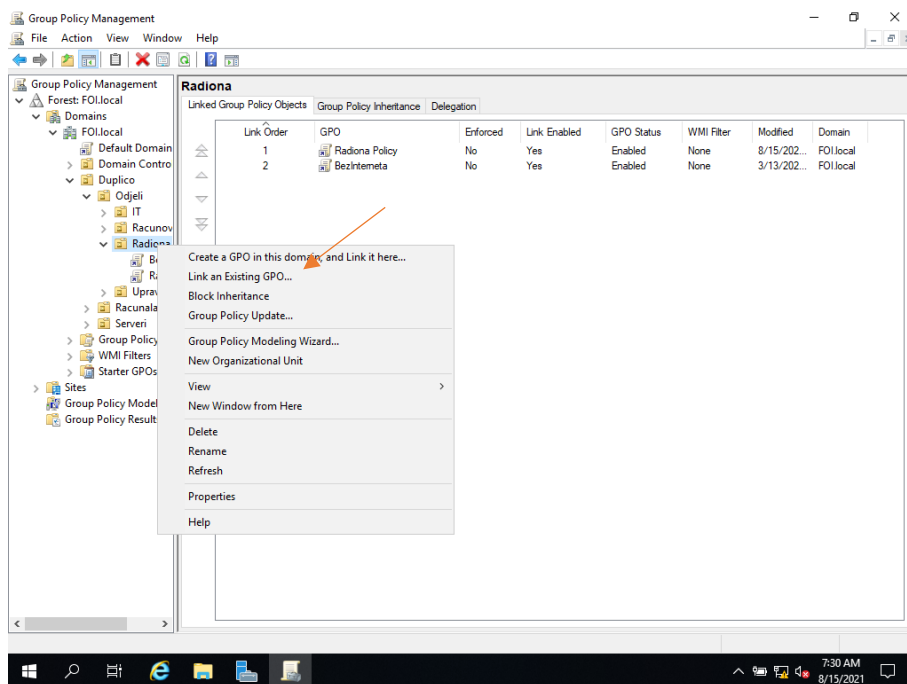 Group Policy Management
File Action View Window Help
Group Policy Management
Forest: FOI.local
Domains
FOI.local
Default Domain
Domain Contro
Duplico
Odjeli
IT
Racunov
Radiona
Uprav
Racunala
Serveri
Group Policy
WMI Filters
Starter GPOs
Sites
Group Policy Model
Group Policy Result
Radiona
Linked Group Policy Objects Group Policy Inheritance Delegation
Link Order GPO Enforced Link Enabled GPO Status WMI Filter Modified Domain
1 Radiona Policy No Yes Enabled None 8/15/202... FOI.local
2 BezInterneta No Yes Enabled None 3/13/202... FOI.local
Create a GPO in this domain, and Link it here...
Link an Existing GPO...
Block Inheritance
Group Policy Update...
Group Policy Modeling Wizard...
New Organizational Unit
View
New Window from Here
Delete
Rename
Refresh
Properties
Help
7:30 AM
8/15/2021